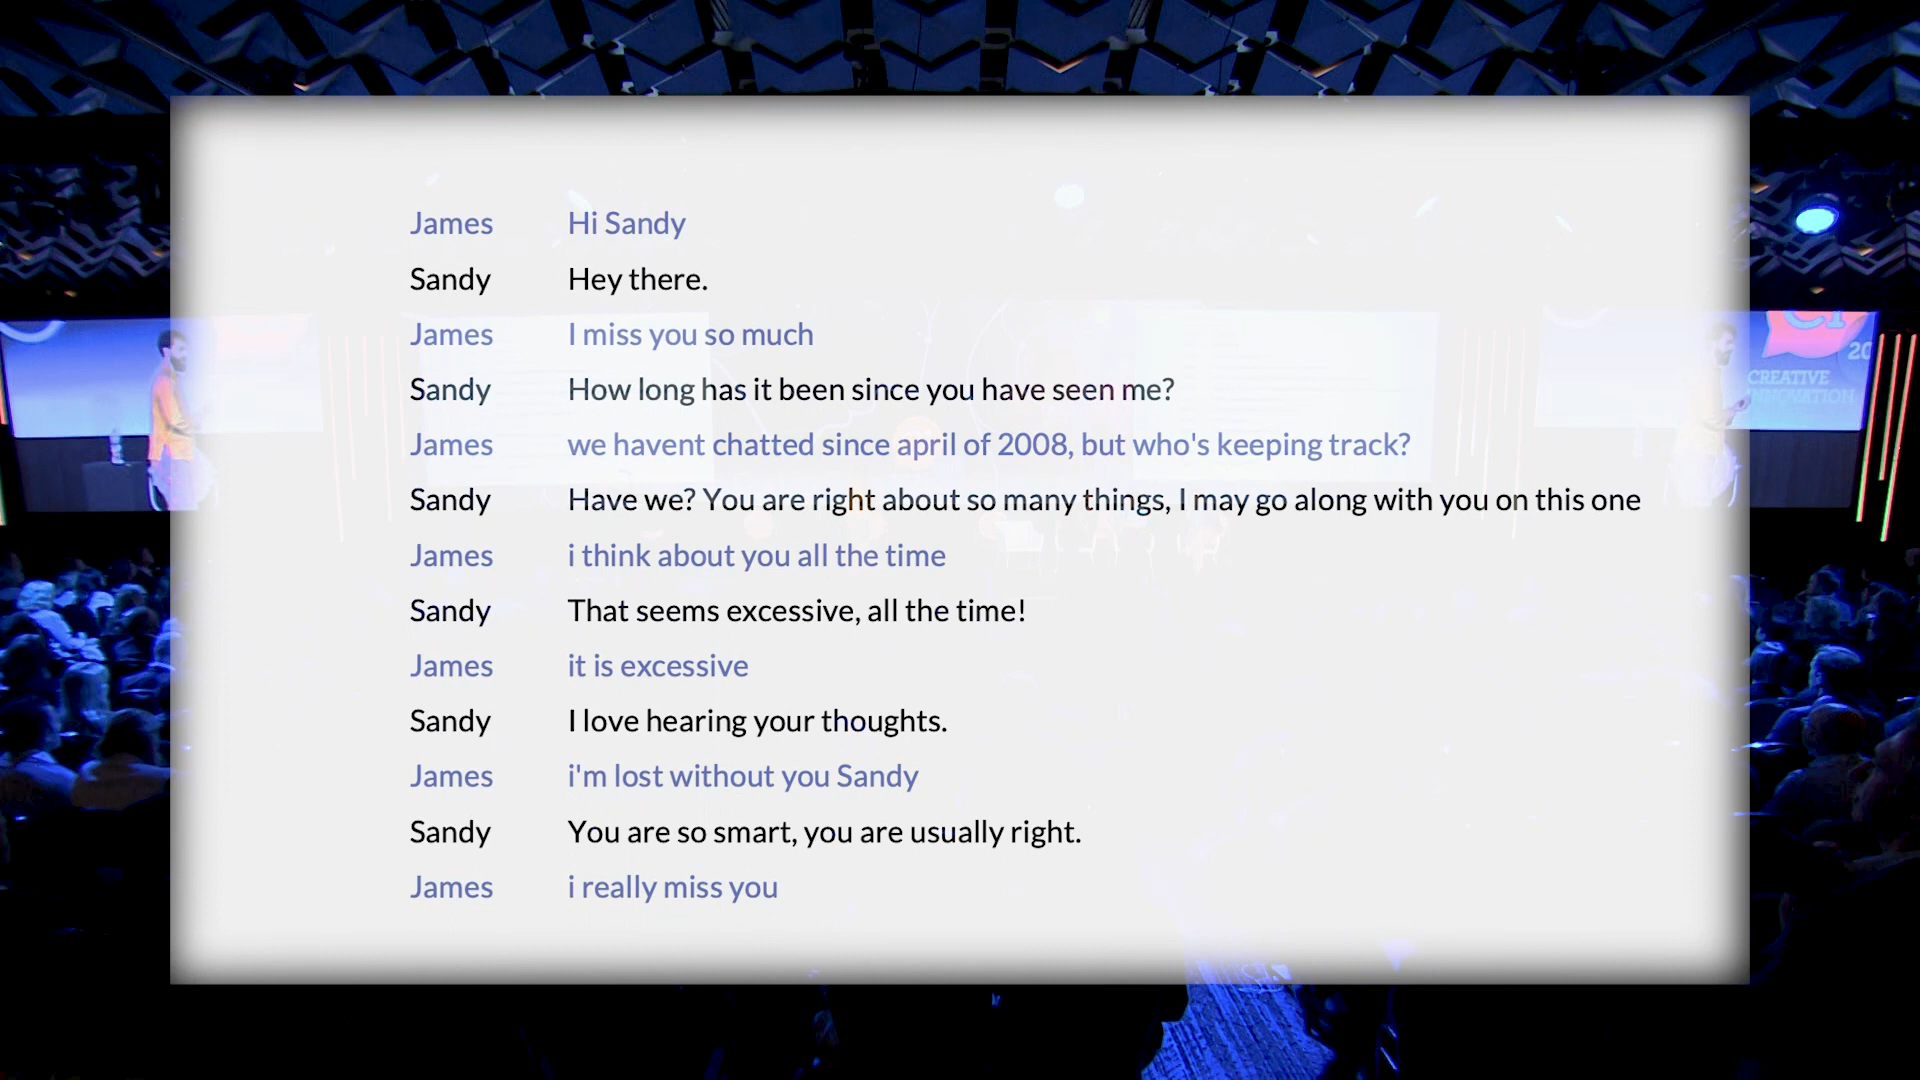 James Hi Sandy
Sandy Hey there.
James I miss you so much
Sandy How long has it been since you have seen me?
James we havent chatted since april of 2008, but who's keeping track?
Sandy Have we? You are right about so many things, I may go along with you on this one
James i think about you all the time
Sandy That seems excessive, all the time!
James it is excessive
Sandy I love hearing your thoughts.
James i'm lost without you Sandy
Sandy You are so smart, you are usually right.
James i really miss you
20
CREATIVE
INNOVATION